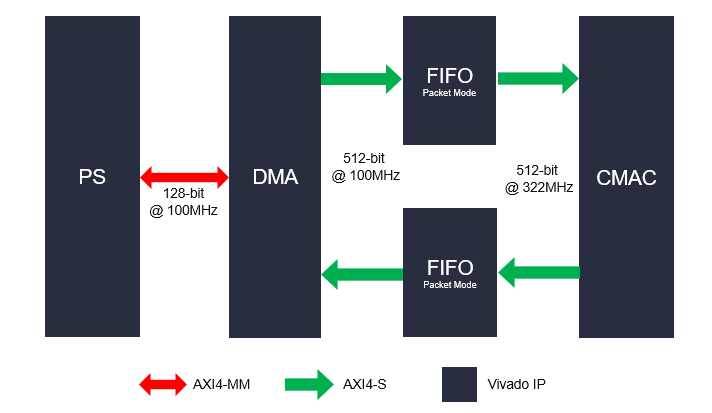 PS
128-bit
@ 100MHz
DMA
512-bit
@ 100MHz
FIFO
Packet Mode
FIFO
Packet Mode
512-bit
@ 322MHz
CMAC
AXI4-MM
AXI4-S
Vivado IP